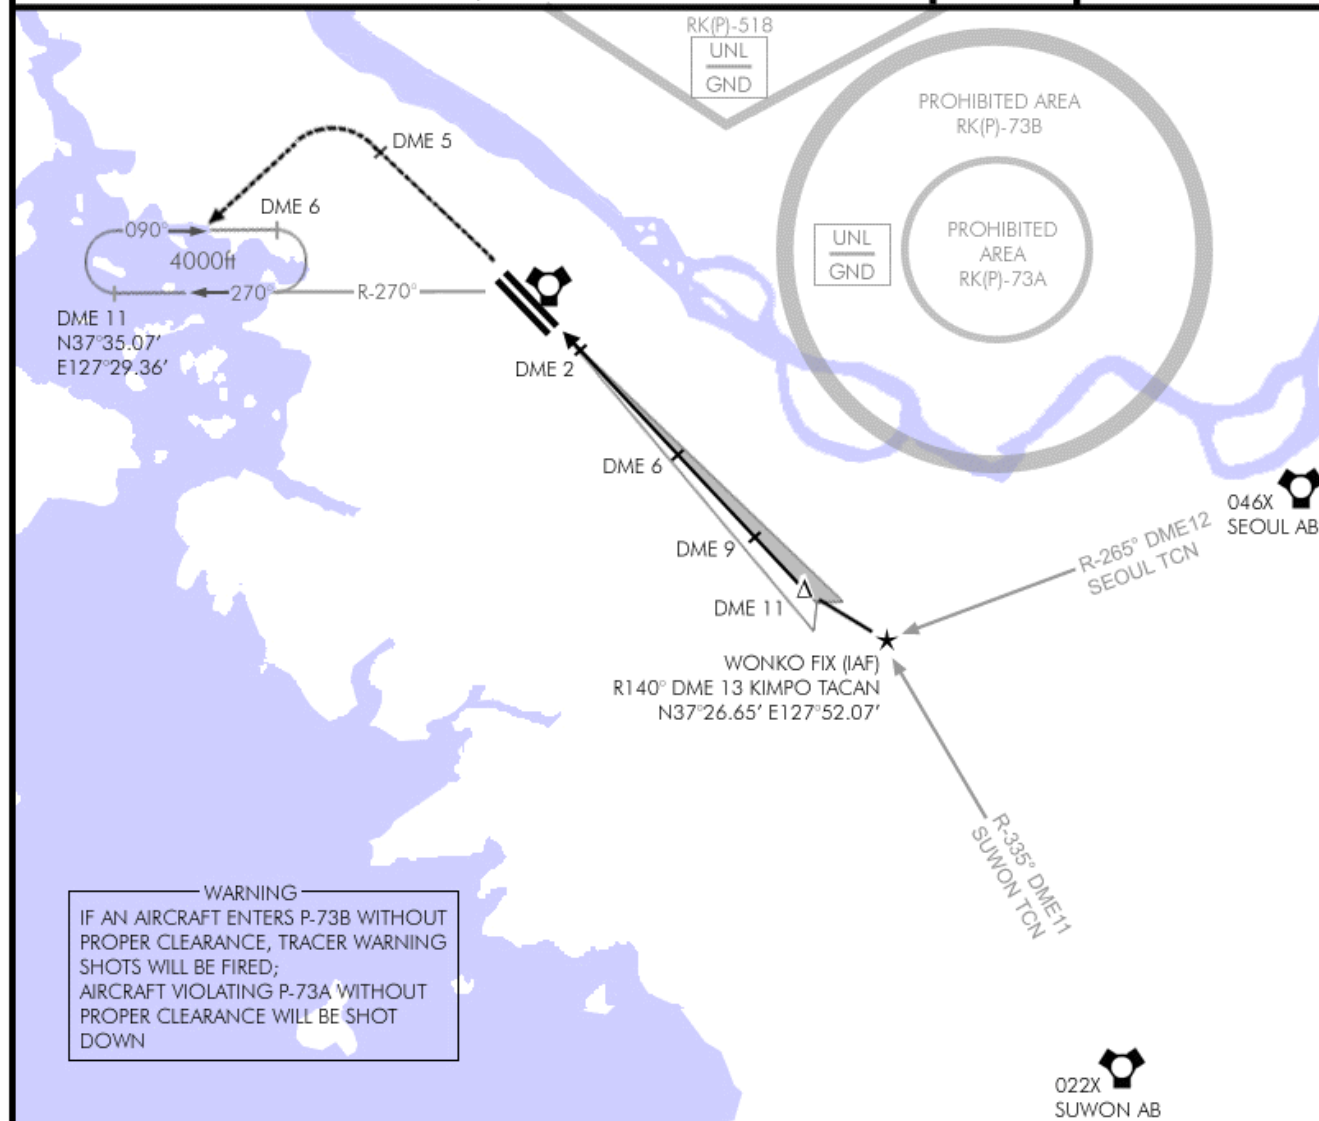 RK(P)-518
UNL
GND
PROHIBITED AREA
RK(P)-73B
DME 5
DME 6
090°
4000ft
270°
R-270°
UNL
GND
PROHIBITED
AREA
RK(P)-73A
DME 11
N37°35.07′
E127°29.36′
DME 2
DME 6
046X
SEOUL AB
R-265° DME12
SEOUL TCN
DME 9
DME 11
WONKO FIX (IAF)
R140° DME 13 KIMPO TACAN
N37°26.65′ E127°52.07′
R-335° DME11
SUWON TCN
WARNING
IF AN AIRCRAFT ENTERS P-73B WITHOUT
PROPER CLEARANCE, TRACER WARNING
SHOTS WILL BE FIRED;
AIRCRAFT VIOLATING P-73A WITHOUT
PROPER CLEARANCE WILL BE SHOT
DOWN
022X
SUWON AB